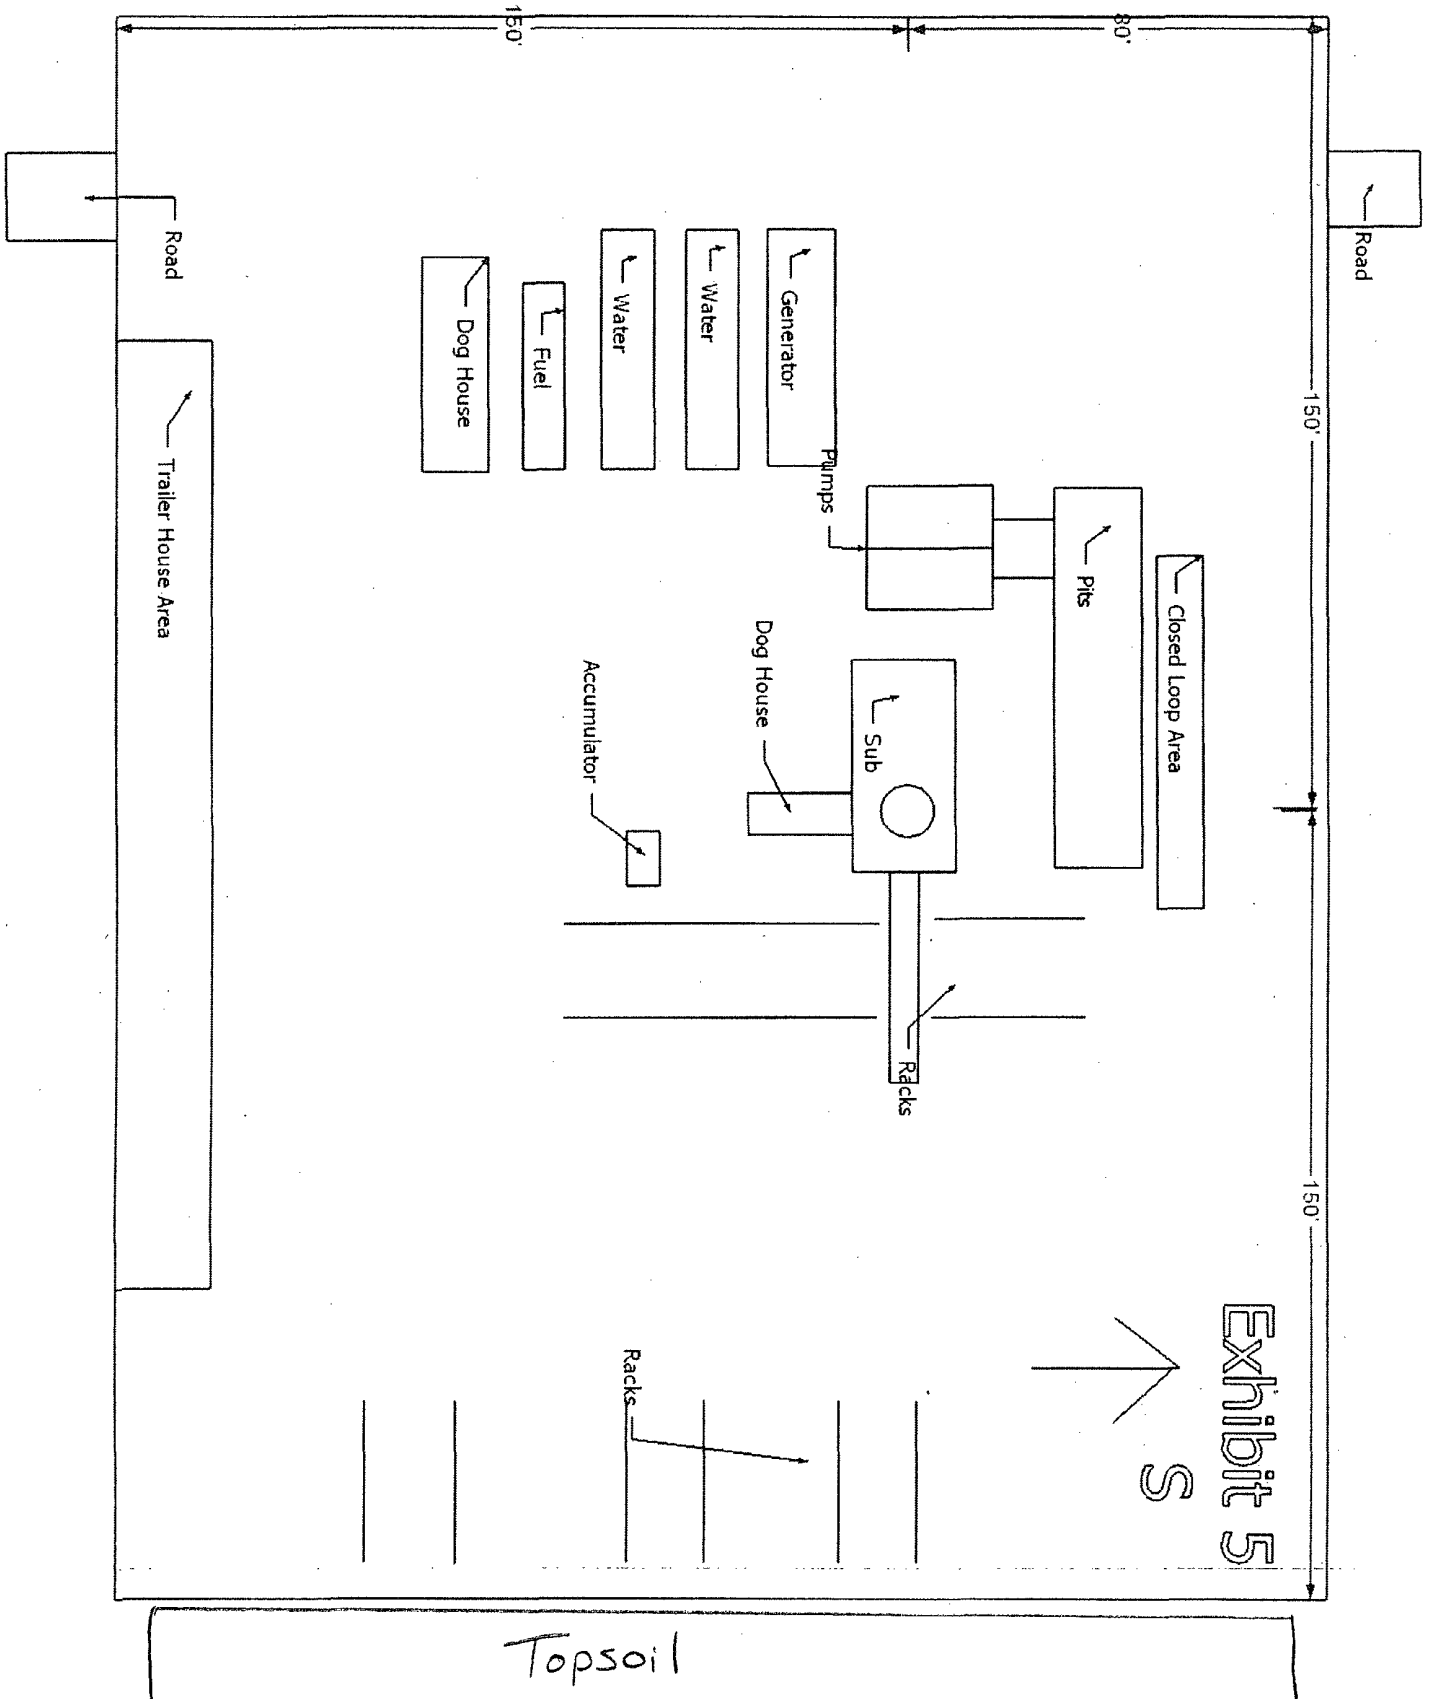 Exhibit 5
S
150'
150'
80'
150'
Road
Road
Closed Loop Area
Pits
Pumps
Generator
Water
Water
Fuel
Dog House
Sub
Dog House
Accumulator
Racks
Racks
Trailer House Area
Topsoil